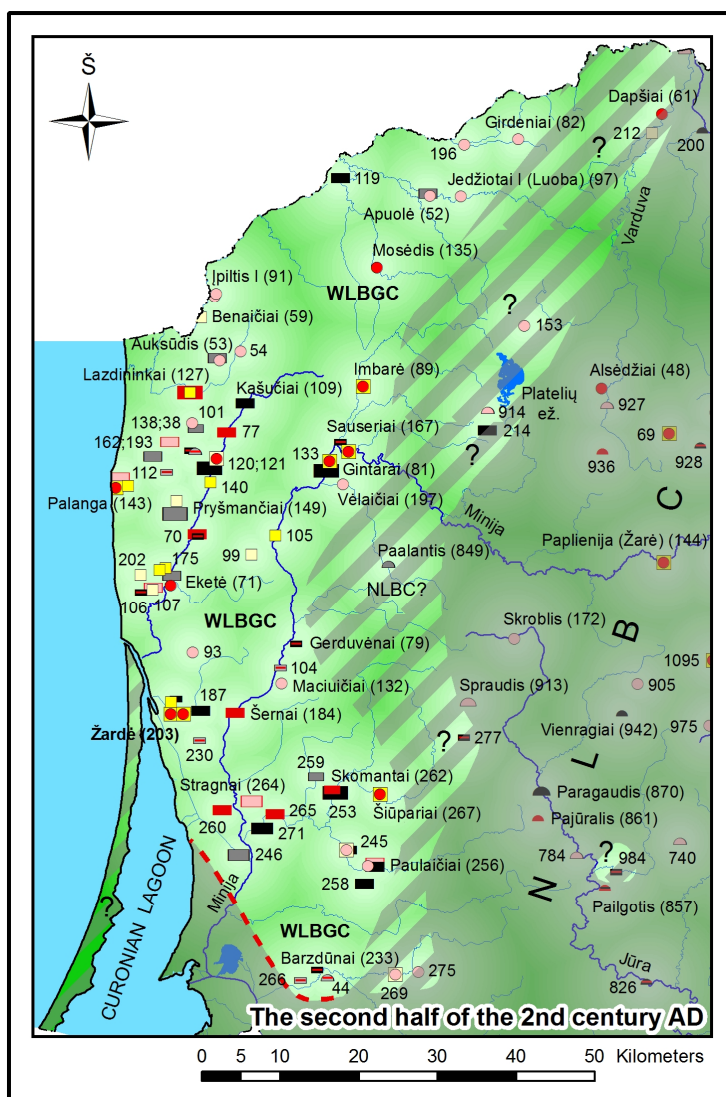 Š
Dapšiai (61)
Girdeniai (82)
?
212
200
196
119
Jedžiotai I (Luoba) (97)
Apuolė (52)
Varduva
Mosėdis (135)
Įpiltis I (91)
WLBGC
?
Benaičiai (59)
153
Auksūdis (53)
54
Imbarė (89)
Alsėdžiai (48)
Lazdininkai (127)
Kašučiai (109)
Platelių
ež.
927
914
101
138;38
77
Sauseriai (167)
214
69
162;193
133
?
936
928
120;121
Gintarai (81)
112
140
Vėlaičiai (197)
C
Palanga (143)
Pryšmančiai (149)
Minija
70
105
Paplienija (Žarė) (144)
202
175
99
Paalantis (849)
Eketė (71)
NLBC?
106
107
WLBGC
Skroblis (172)
B
93
Gerduvėnai (79)
1095
104
Maciuičiai (132)
Spraudis (913)
905
187
Šernai (184)
Vienragiai (942)
975
Žardė (203)
?
277
230
L
259
Skomantai (262)
Stragnai (264)
Paragaudis (870)
265
253
Šiūpariai (267)
Pajūralis (861)
260
271
245
784
?
984
740
246
Paulaičiai (256)
N
258
Minija
Pailgotis (857)
?
CURONIAN LAGOON
WLBGC
Barzdūnai (233)
Jūra
266
44
275
269
826
The second half of the 2nd century AD
0 10 20 30 40 50 Kilometers